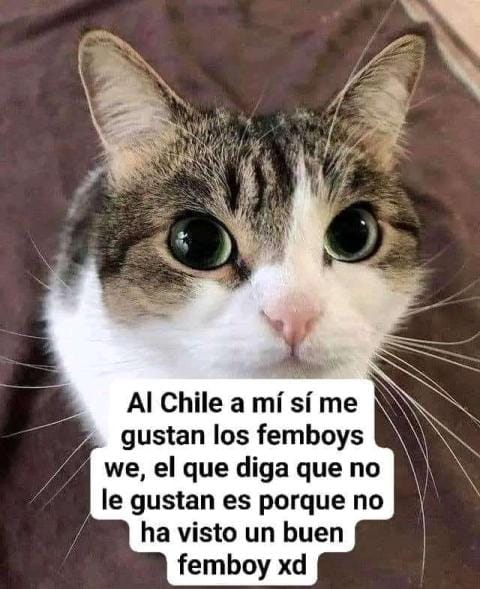 Al Chile a mí sí me
gustan los femboys
we, el que diga que no
le gustan es porque no
ha visto un buen
femboy xd